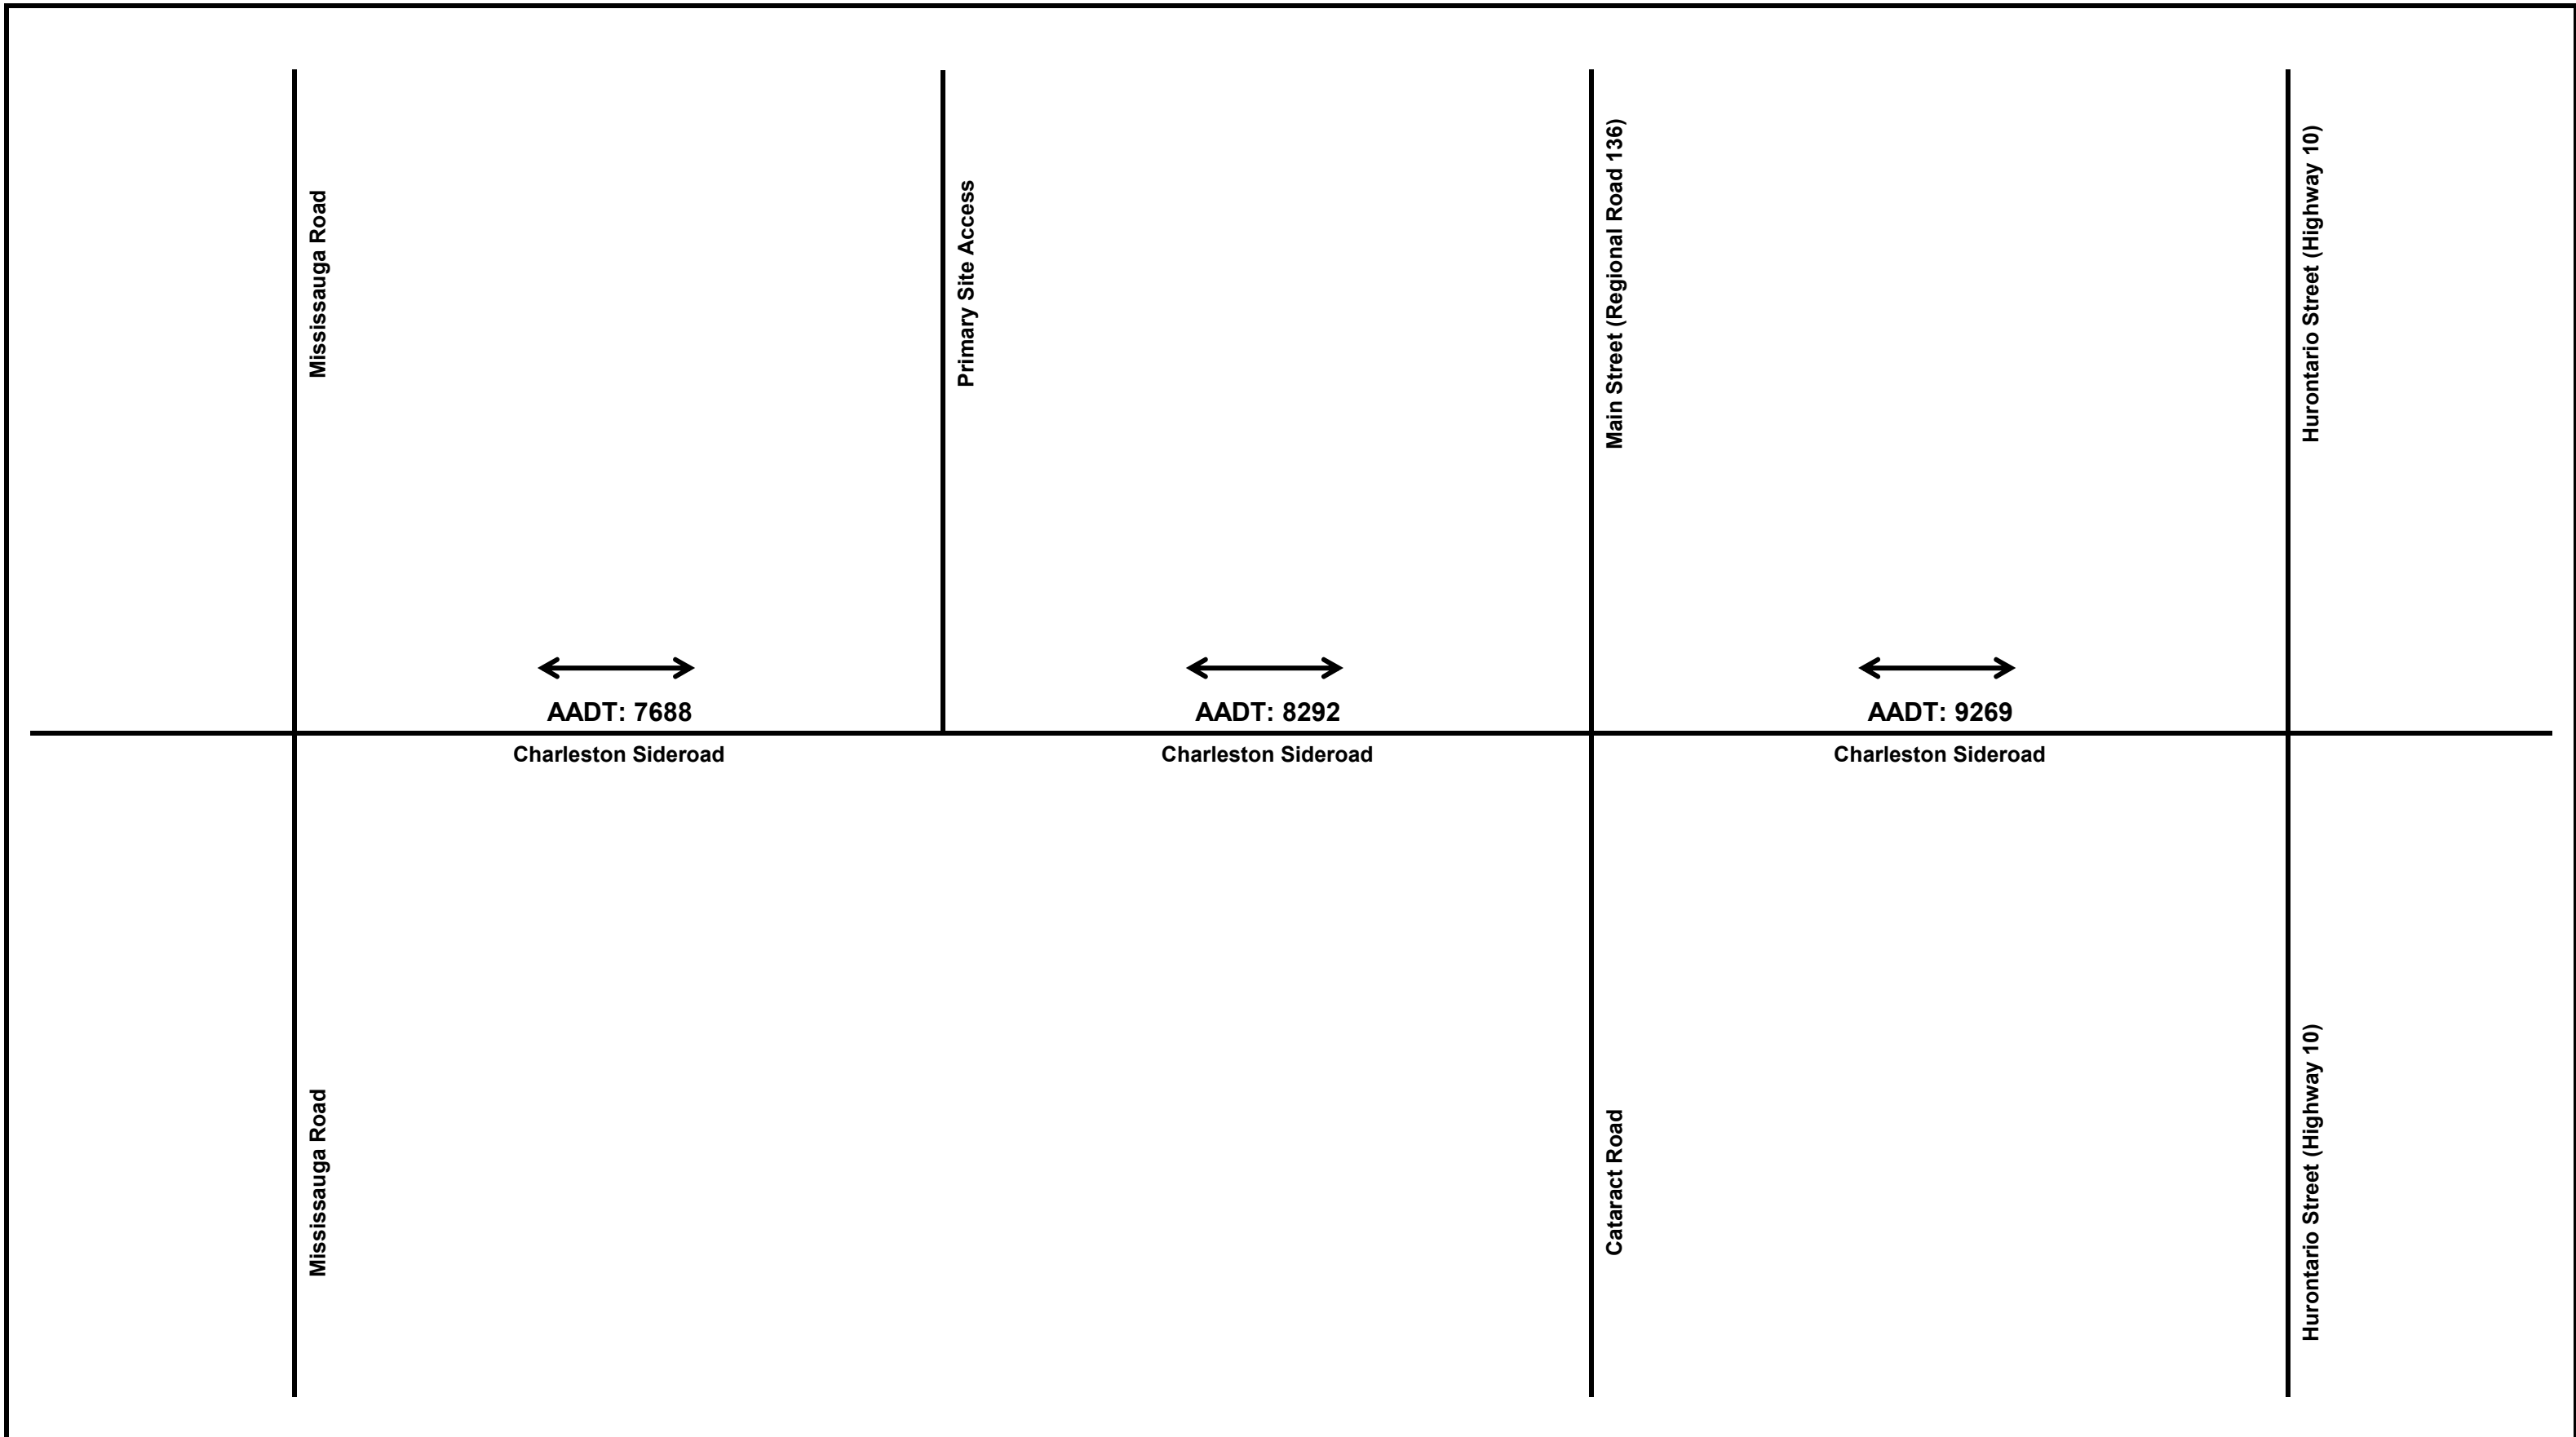 Mississauga Road
Primary Site Access
Main Street (Regional Road 136)
Hurontario Street (Highway 10)
AADT: 7688
AADT: 8292
AADT: 9269
Charleston Sideroad
Charleston Sideroad
Charleston Sideroad
Mississauga Road
Cataract Road
Hurontario Street (Highway 10)